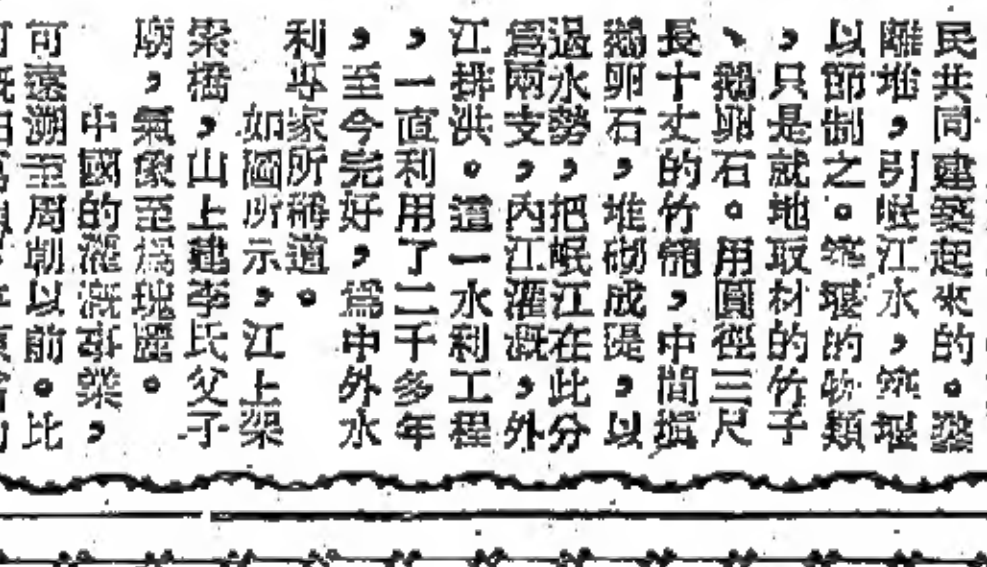 民共同建築起來的。鑿
離堆,引岷江水,築堰
以節制之。築堰的物類
,只是就地取材的竹子
、鵝卵石。用圓徑三尺
長十丈的竹籠,中間塡
鵝卵石,堆砌成堤,以
過水勢,把岷江在此分
爲兩支,內江灌漑,外
江排洪。這一水利工程
,一直利用了二千多年
,至今完好,爲中外水
利專家所稱道。
如圖所示,江上架
索橋,山上建李氏父子
廟,氣象至爲瑰麗。
中國的灌漑事業,
可遠溯至周朝以前。比